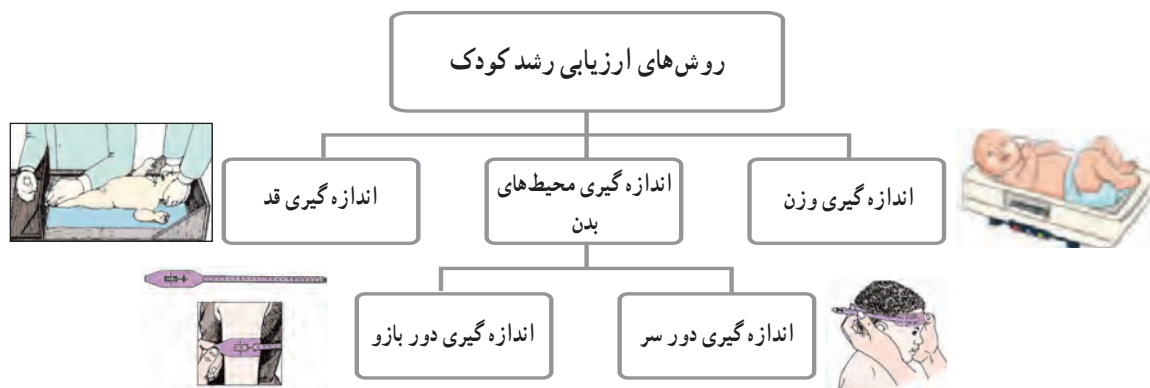 روش‌های ارزیابی رشد کودک
اندازه گیری وزن
اندازه گیری محیط‌های
بدن
اندازه گیری قد
اندازه گیری دور سر
اندازه گیری دور بازو